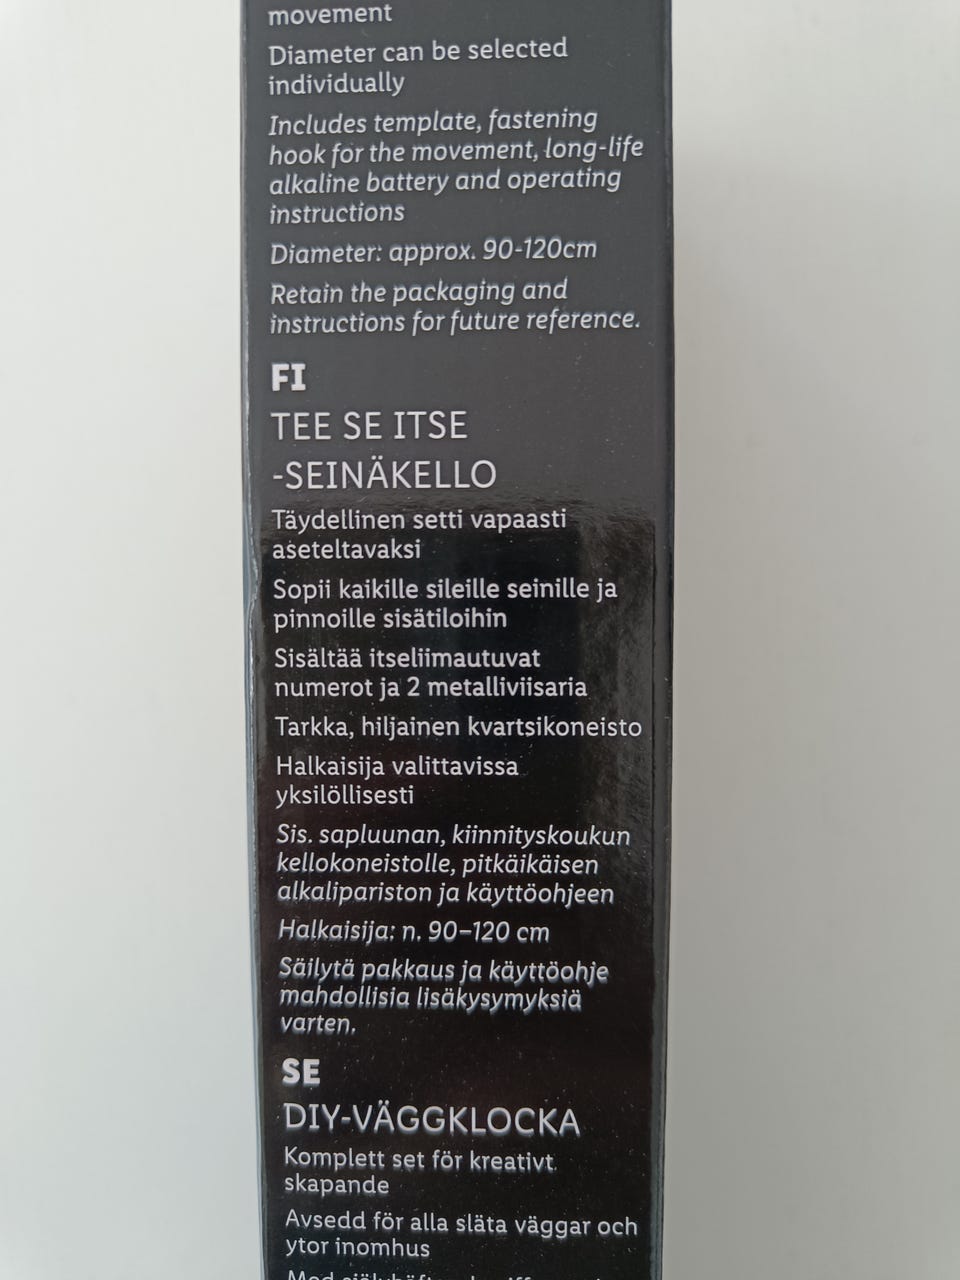 movement
Diameter can be selected
individually
Includes template, fastening
hook for the movement, long-life
alkaline battery and operating
instructions
Diameter: approx. 90-120cm
Retain the packaging and
instructions for future reference.
FI
TEE SE ITSE
-SEINÄKELLO
Täydellinen setti vapaasti
aseteltavaksi
Sopii kaikille sileille seinille ja
pinnoille sisätiloihin
Sisältää itseliimautuvat
numerot ja 2 metalliviisaria
Tarkka, hiljainen kvartsikoneisto
Halkaisija valittavissa
yksilöllisesti
Sis. sapluunan, kiinnityskoukun
kellokoneistolle, pitkäikäisen
alkalipariston ja käyttöohjeen
Halkaisija: n. 90–120 cm
Säilytä pakkaus ja käyttöohje
mahdollisia lisäkysymyksiä
varten.
SE
DIY-VÄGGKLOCKA
Komplett set för kreativt
skapande
Avsedd för alla släta väggar och
ytor inomhus
Med